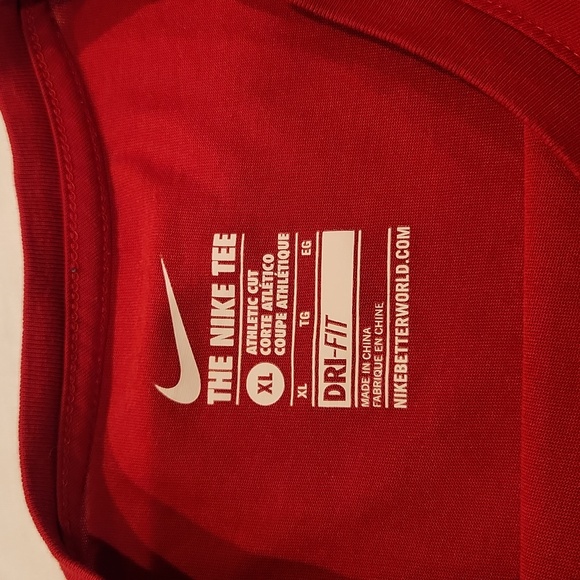 THE NIKE TEE
XL
ATHLETIC CUT
CORTE ATLÉTICO
COUPE ATHLÉTIQUE
XL TG EG
DRI-FIT
MADE IN CHINA
FABRIQUE EN CHINE
NIKEBETTERWORLD.COM